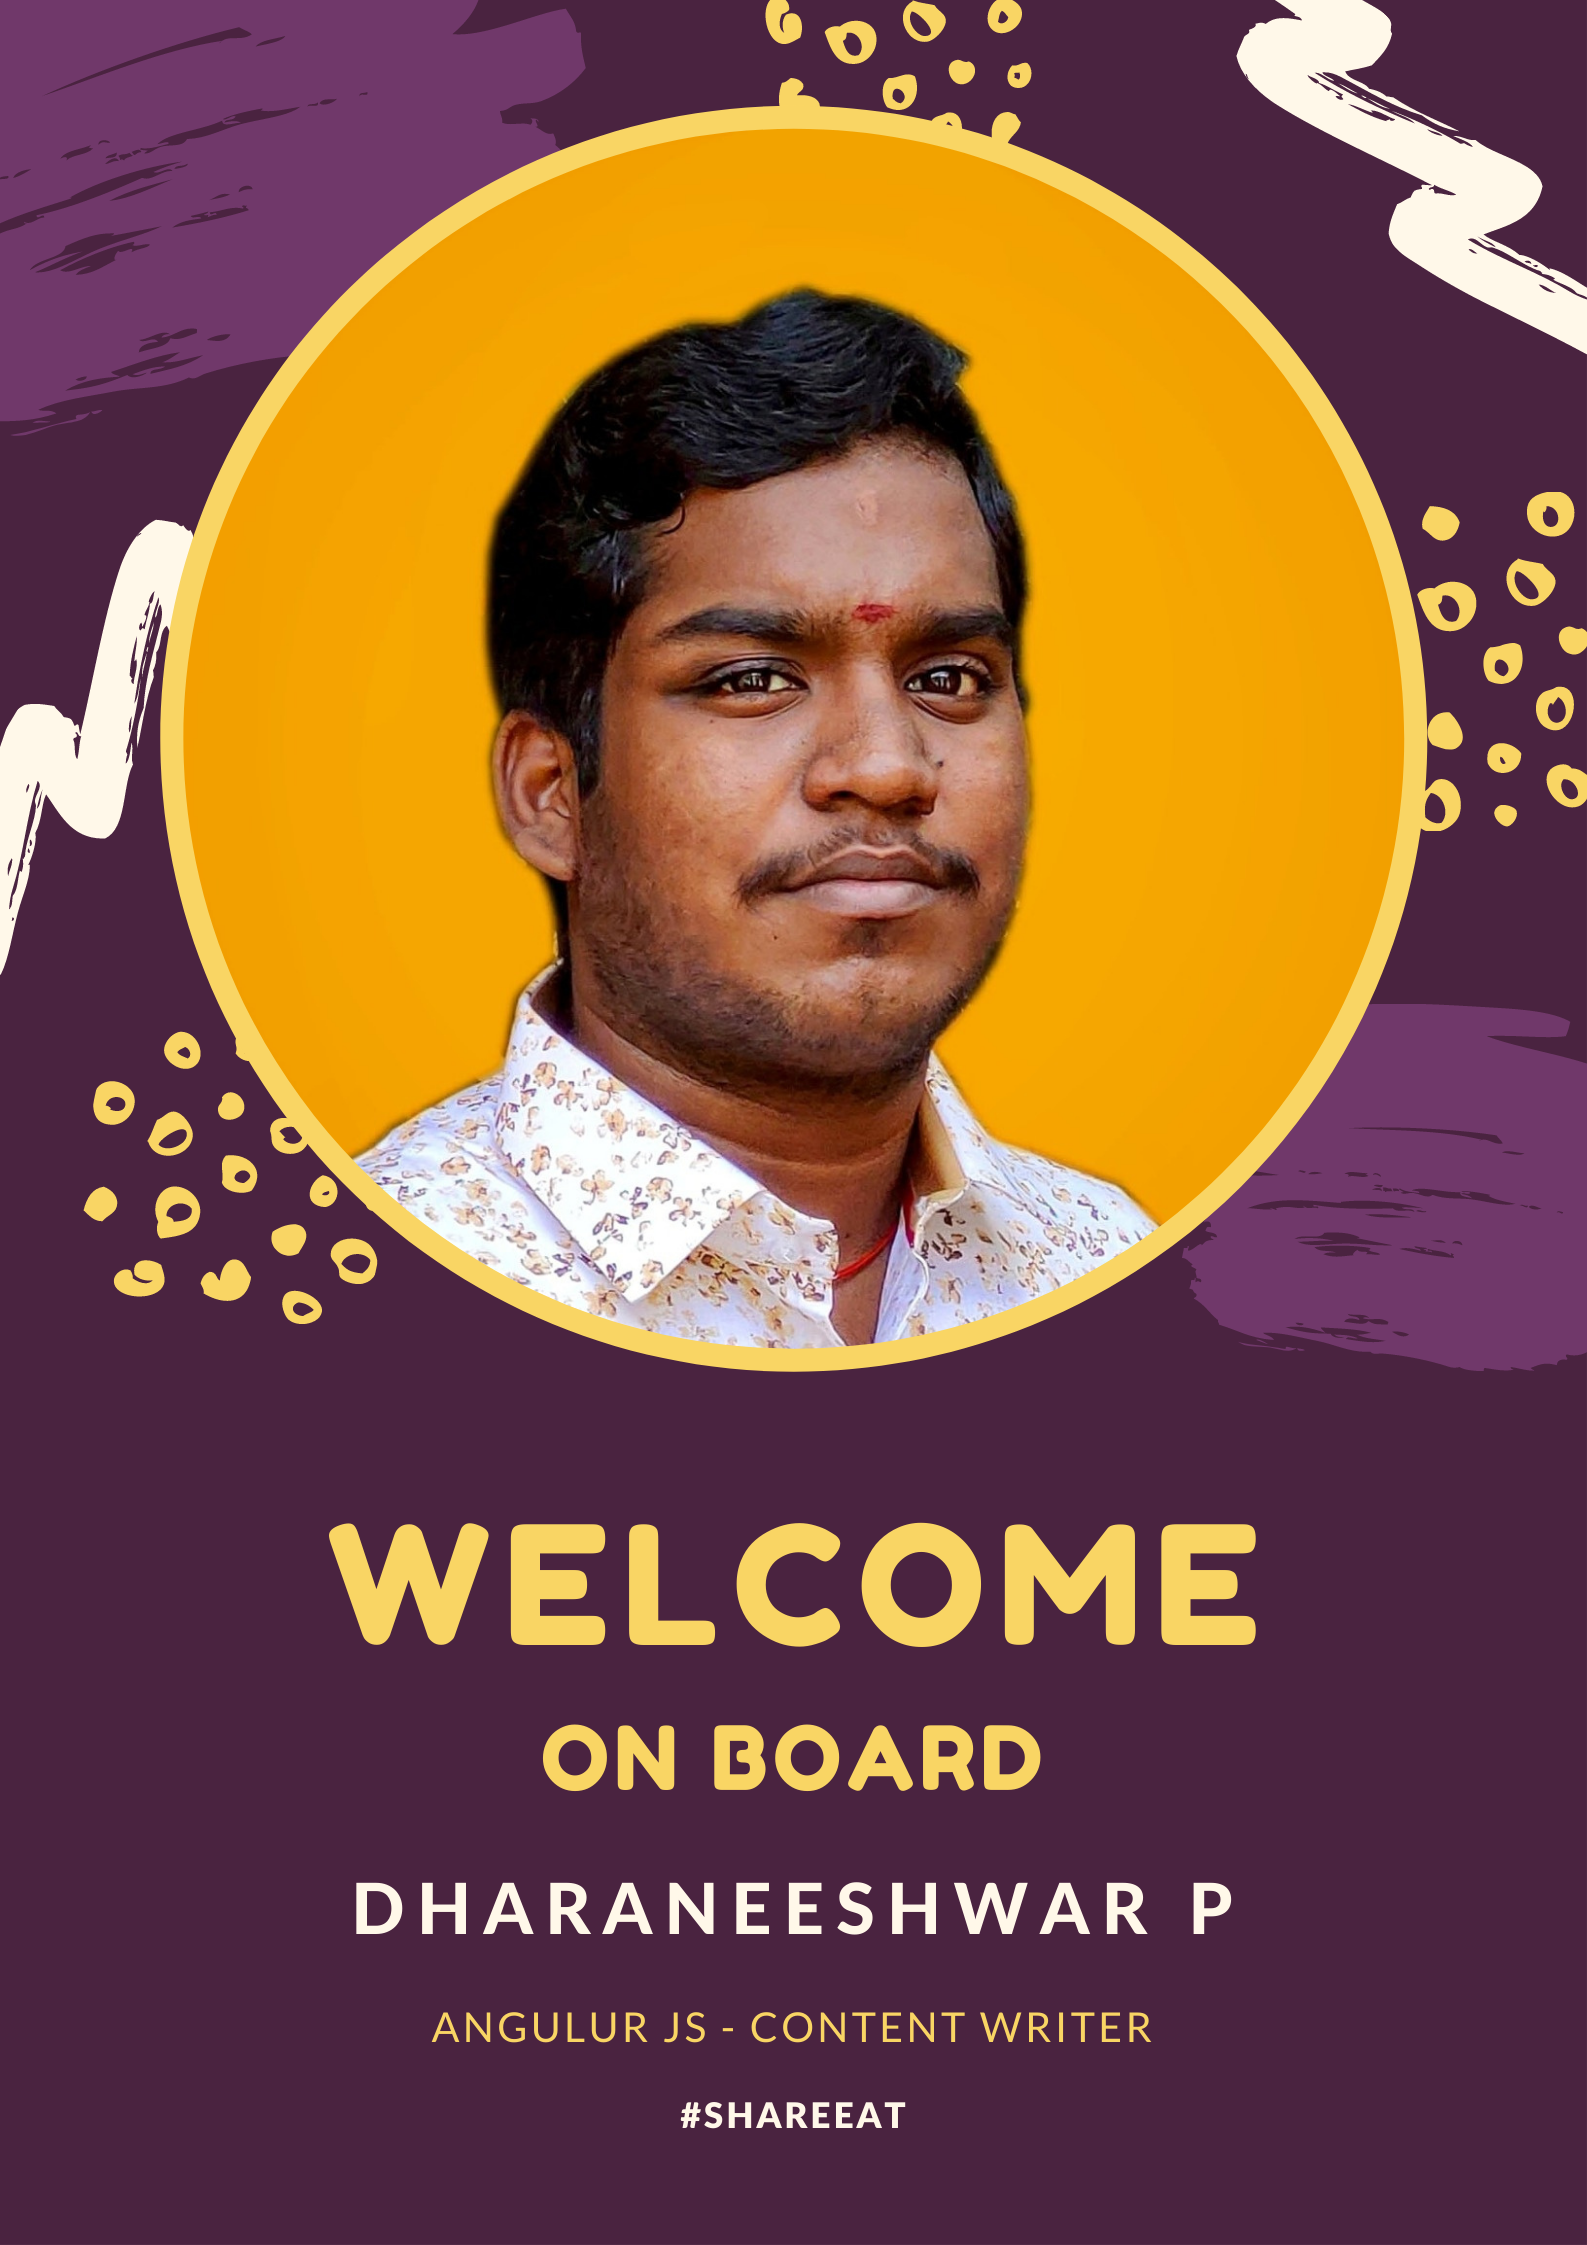 WELCOME
ON BOARD
DHARANEESHWAR P
ANGULUR JS - CONTENT WRITER
#SHAREEAT